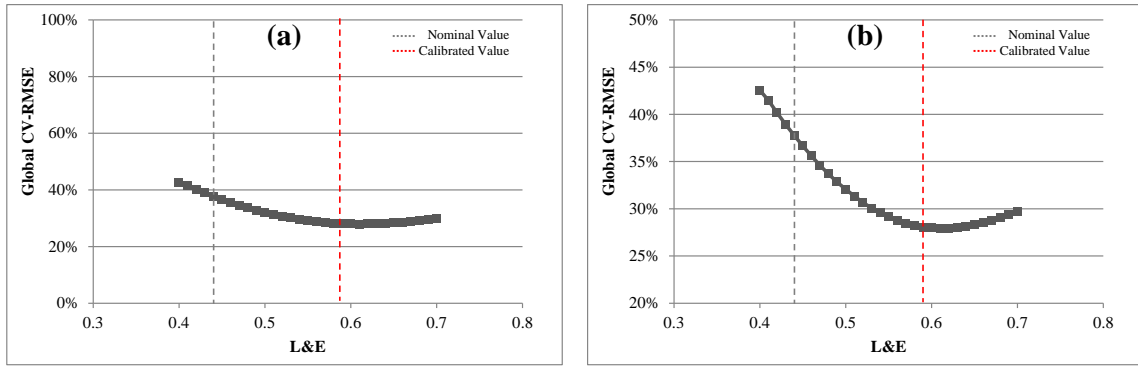 (a)
Nominal Value
Calibrated Value
Global CV-RMSE
100%
80%
60%
40%
20%
0%
0.3 0.4 0.5 0.6 0.7 0.8
L&E
(b)
Nominal Value
Calibrated Value
Global CV-RMSE
50%
45%
40%
35%
30%
25%
20%
0.3 0.4 0.5 0.6 0.7 0.8
L&E